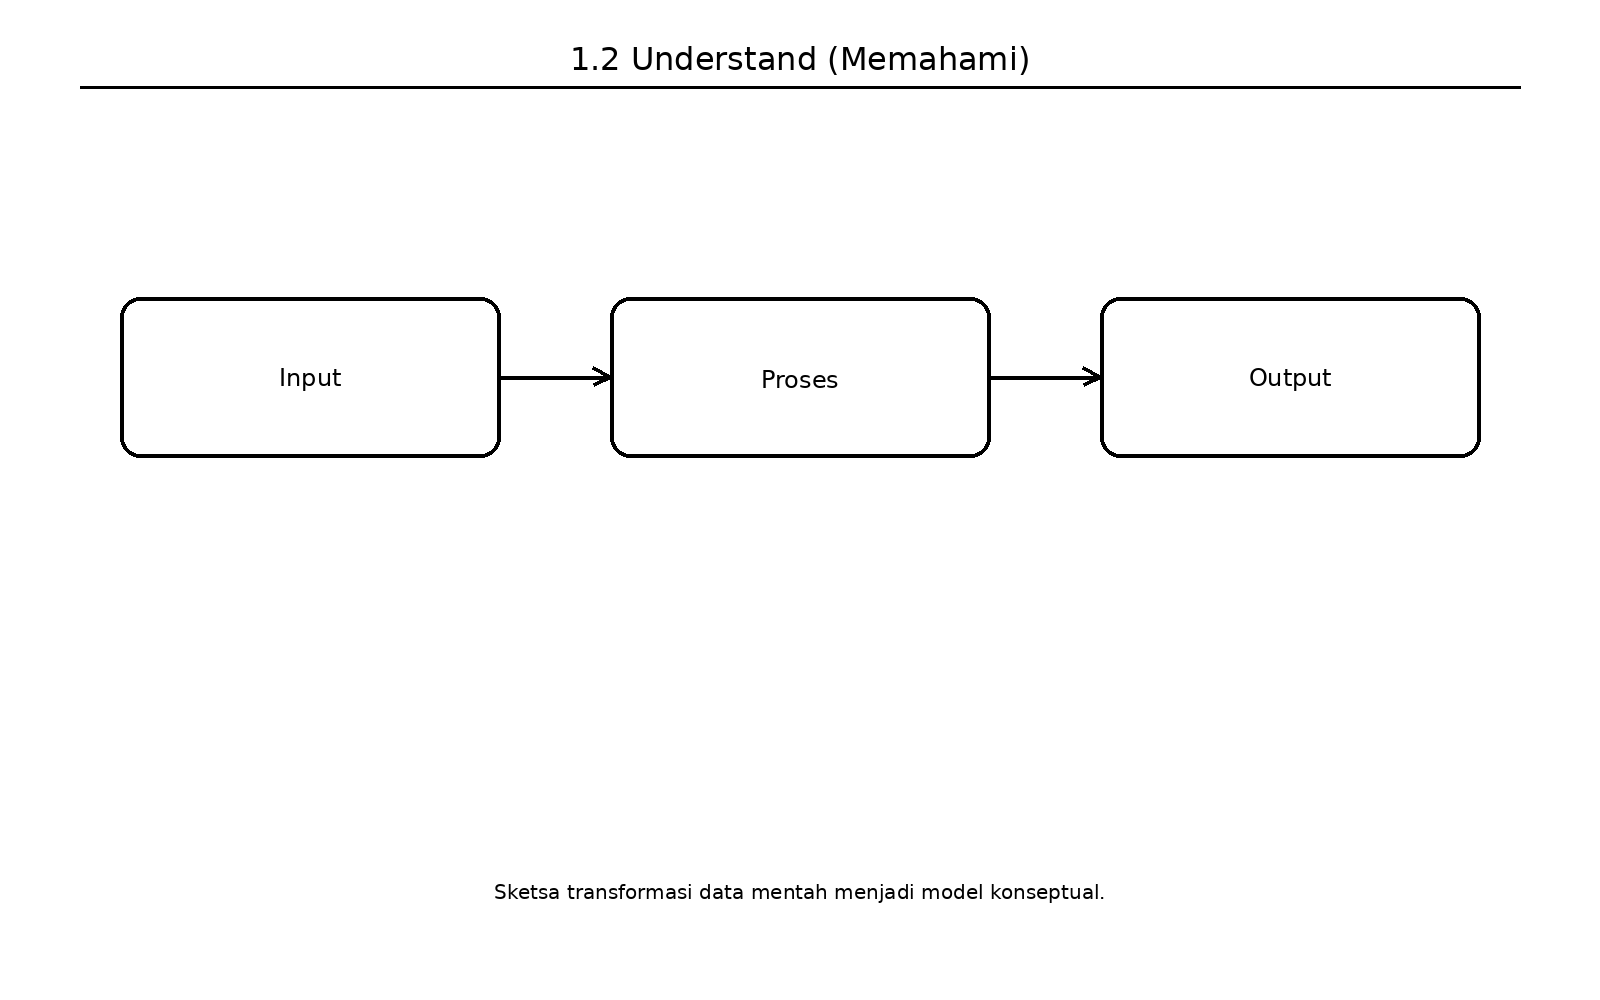 1.2 Understand (Memahami)
Input
Proses
Output
Sketsa transformasi data mentah menjadi model konseptual.